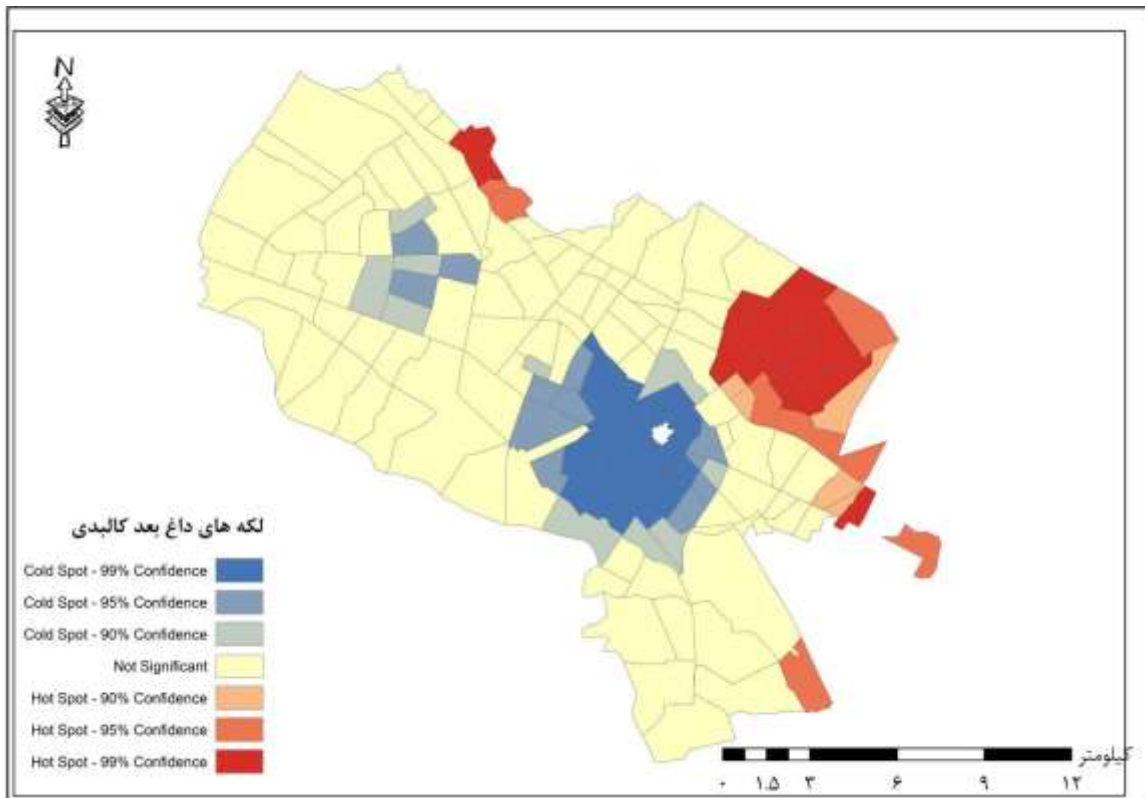 N
لکه های داغ بعد کالبدی
Cold Spot - 99% Confidence
Cold Spot - 95% Confidence
Cold Spot - 90% Confidence
Not Significant
Hot Spot - 90% Confidence
Hot Spot - 95% Confidence
Hot Spot - 99% Confidence
کیلومتر
۰ ۱.۵ ۳ ۶ ۹ ۱۲